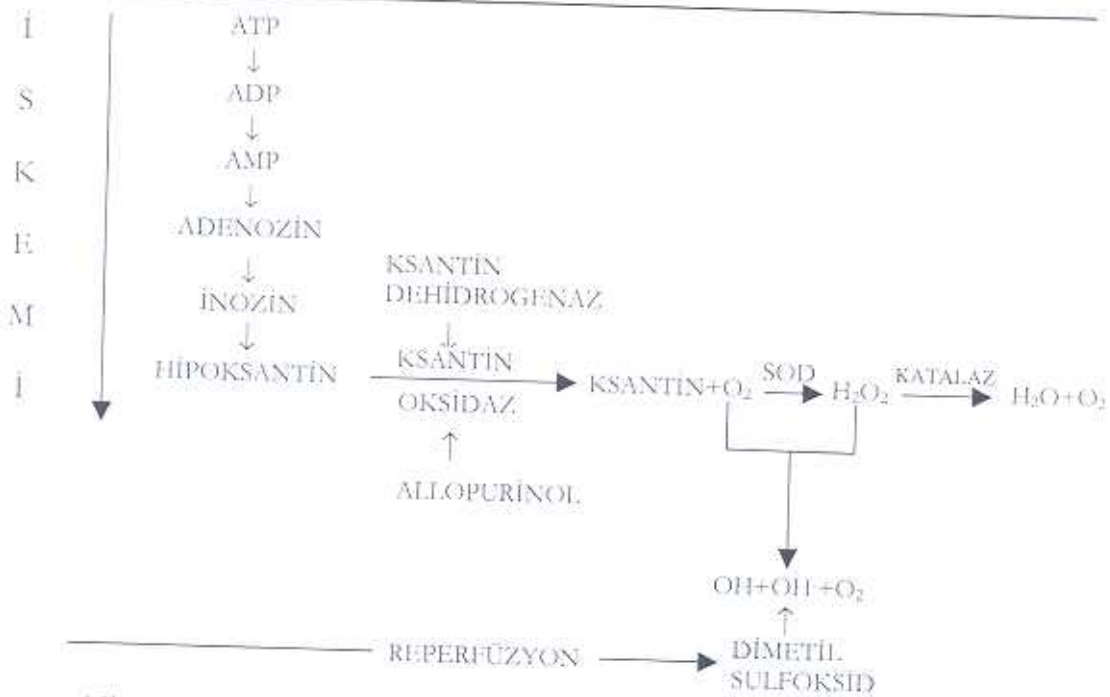 İ
S
K
E
M
İ
ATP
↓
ADP
↓
AMP
↓
ADENOZİN
↓
İNOZİN
↓
HİPOKSANTİN
KSANTİN
DEHİDROGENAZ
↓
KSANTİN
OKSİDAZ
↑
ALLOPURİNOL
KSANTİN+O₂
SOD
H₂O₂
KATALAZ
H₂O+O₂
OH+OH+O₂
↑
DİMETİL
SULFOKSİD
REPERFÜZYON